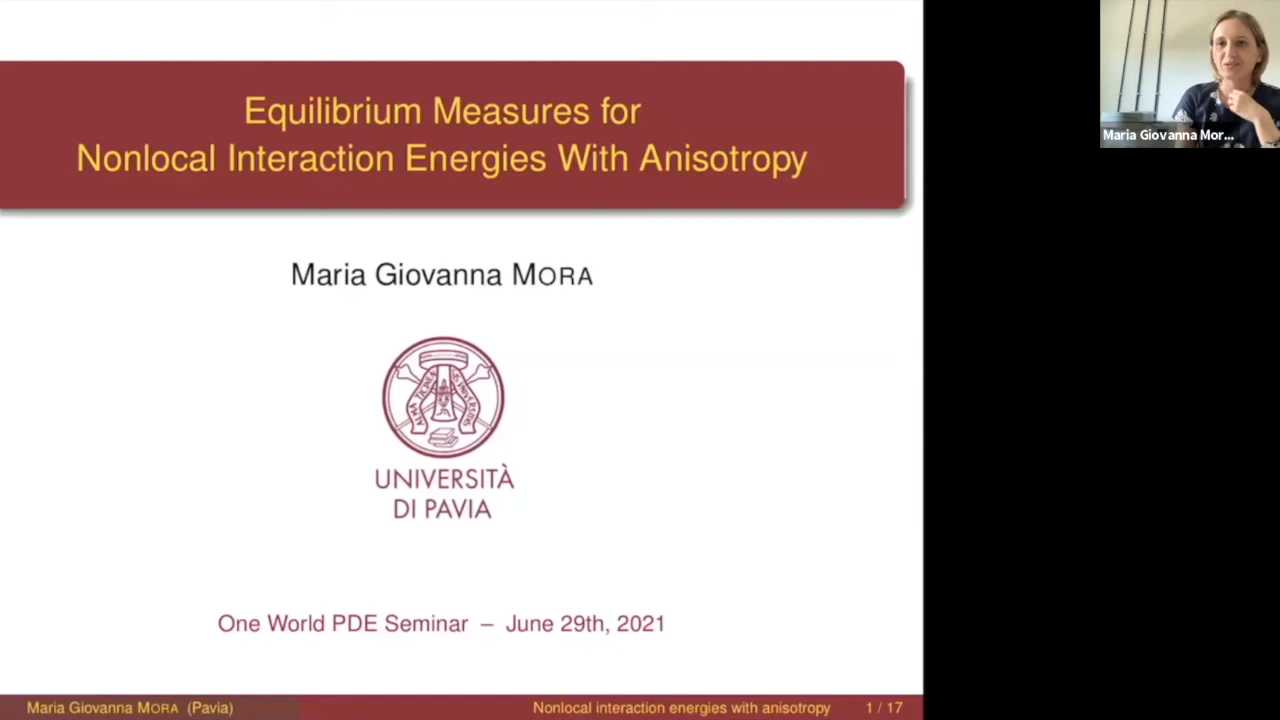 Equilibrium Measures for
Nonlocal Interaction Energies With Anisotropy
Maria Giovanna MORA
UNIVERSITÀ
DI PAVIA
One World PDE Seminar – June 29th, 2021
Maria Giovanna MORA (Pavia)
Nonlocal interaction energies with anisotropy
1 / 17
Maria Giovanna Mor...